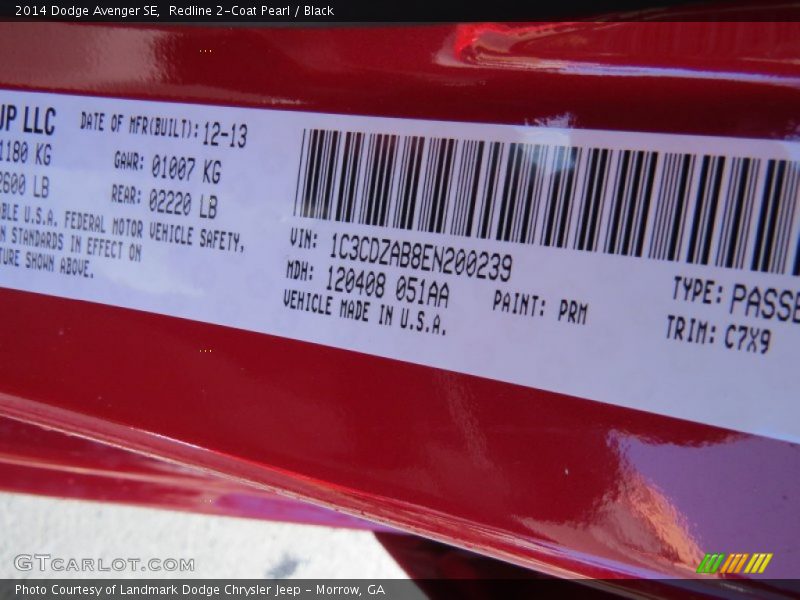 2014 Dodge Avenger SE,  Redline 2-Coat Pearl / Black
UP LLC
DATE OF MFR(BUILT): 12-13
1180 KG
GAWR: 01007 KG
2600 LB
REAR: 02220 LB
BLE U.S.A. FEDERAL MOTOR VEHICLE SAFETY,
N STANDARDS IN EFFECT ON
TURE SHOWN ABOVE.
VIN: 1C3CDZAB8EN200239
MDH: 120408 051AA
PAINT: PRM
VEHICLE MADE IN U.S.A.
TYPE: PASSE
TRIM: C7X9
GTCARLOT.COM
Photo Courtesy of Landmark Dodge Chrysler Jeep - Morrow, GA